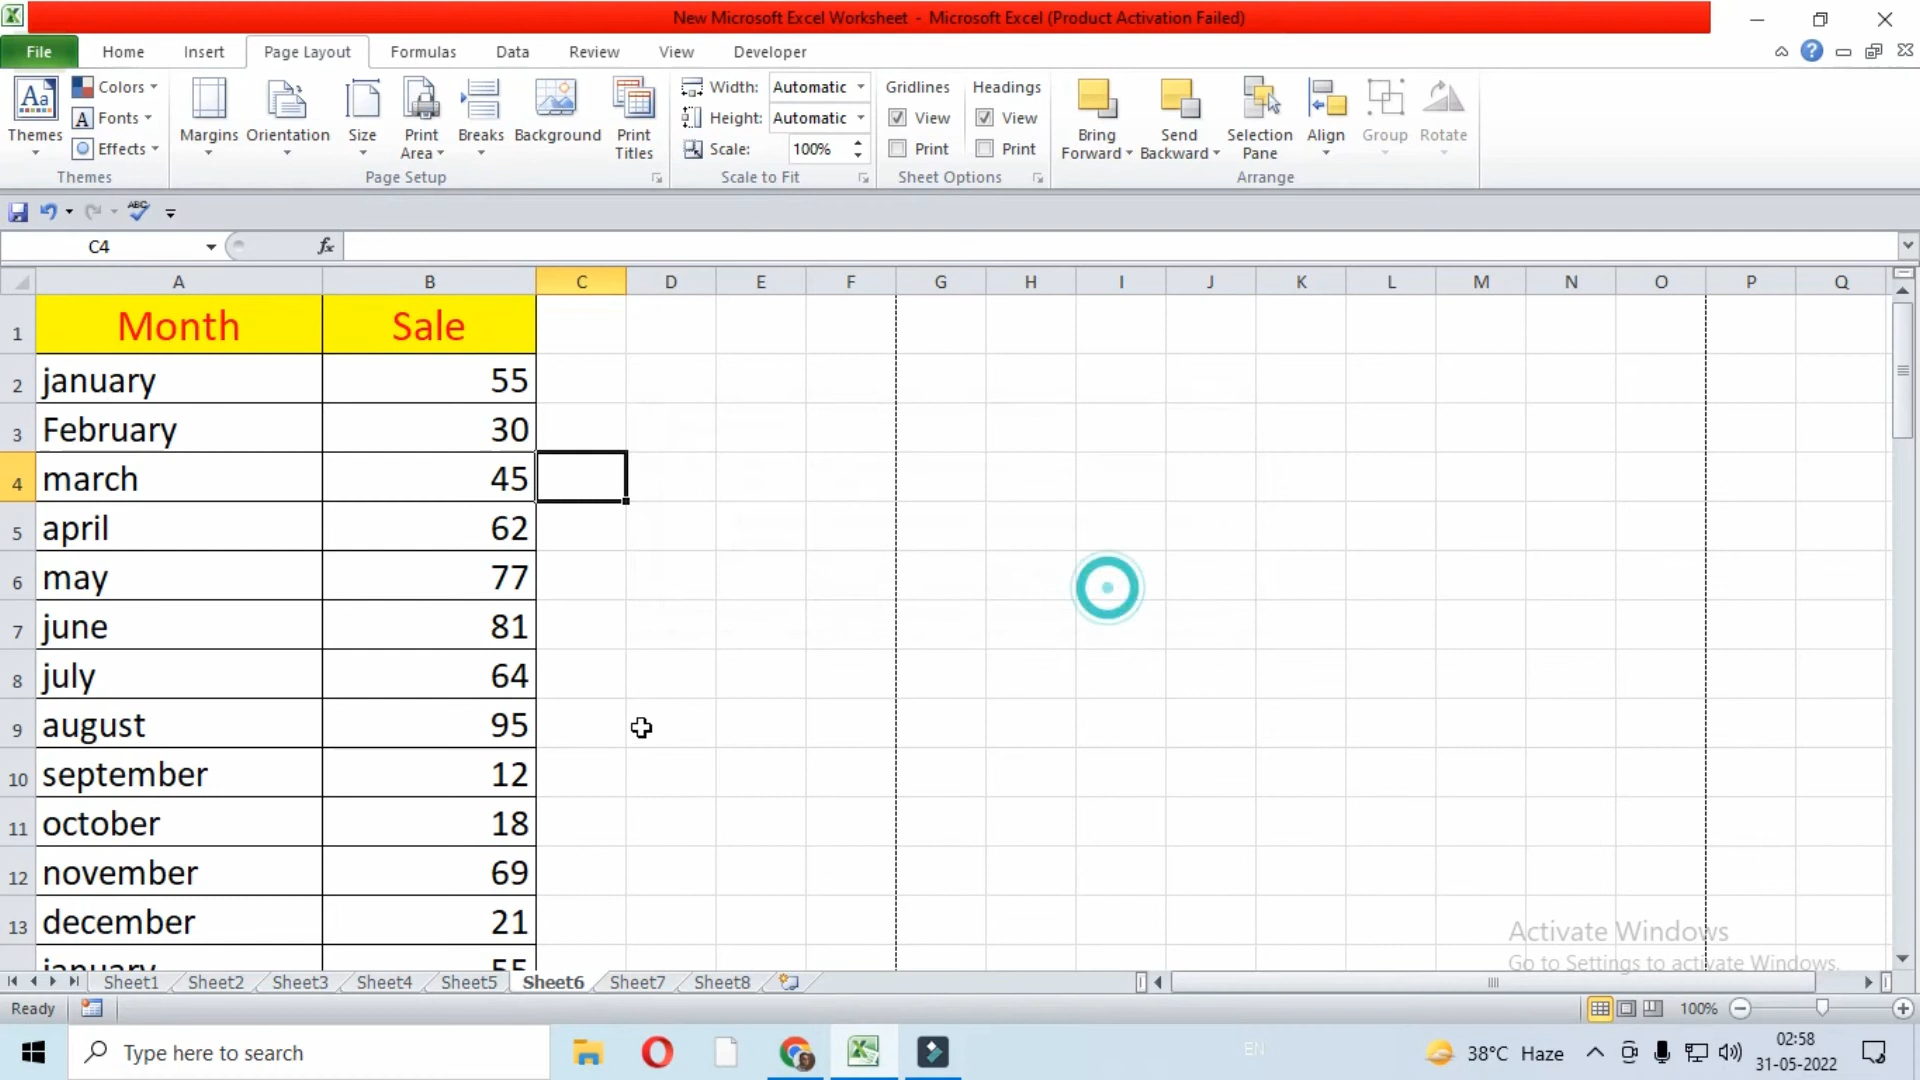 New Microsoft Excel Worksheet - Microsoft Excel (Product Activation Failed)
File Home Insert Page Layout Formulas Data Review View Developer
Themes
Colors
Fonts
Effects
Themes
Margins
Orientation
Size
Print Area
Breaks
Background
Print Titles
Page Setup
Width: Automatic
Height: Automatic
Scale: 100%
Scale to Fit
Gridlines
View
Print
Headings
View
Print
Sheet Options
Bring Forward
Send Backward
Selection Pane
Align
Group
Rotate
Arrange
ABC
C4 fx
A B C D E F G H I J K L M N O P Q
1 Month Sale
2 january 55
3 February 30
4 march 45
5 april 62
6 may 77
7 june 81
8 july 64
9 august 95
10 september 12
11 october 18
12 november 69
13 december 21
january 55
Activate Windows
Go to Settings to activate Windows.
Sheet1 Sheet2 Sheet3 Sheet4 Sheet5 Sheet6 Sheet7 Sheet8
Ready 100%
Type here to search
EN
38°C Haze
02:58
31-05-2022